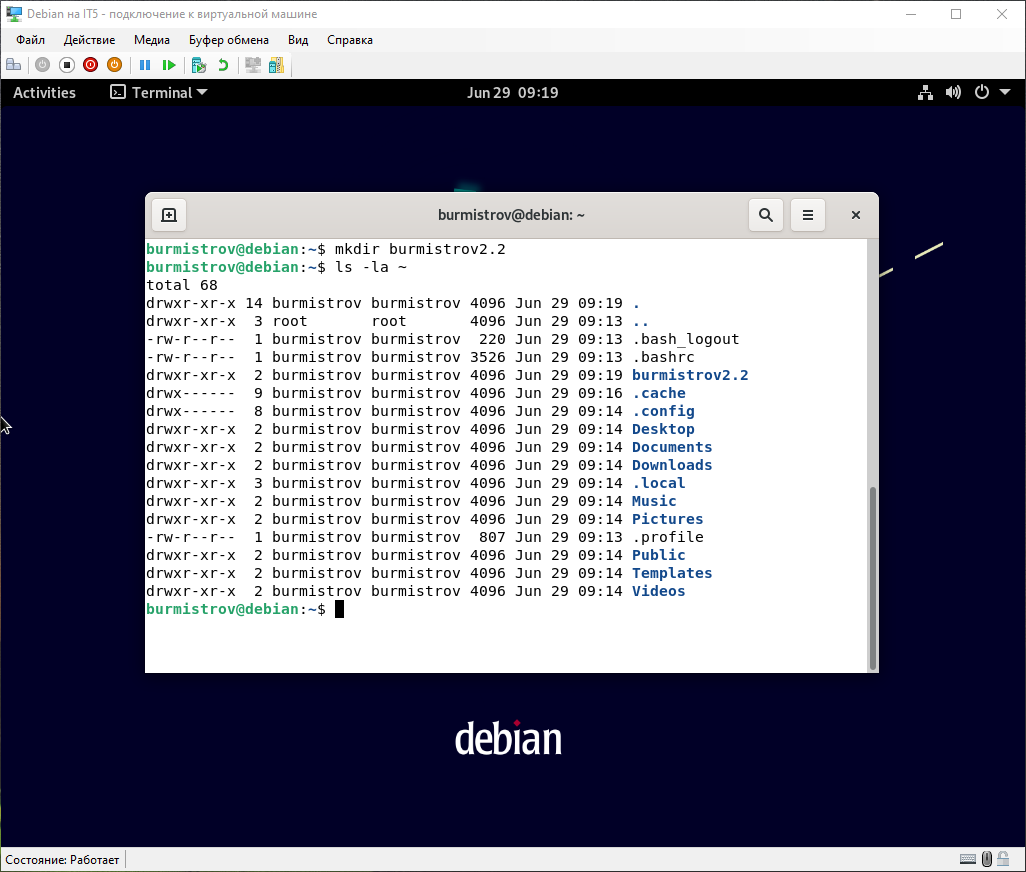 Debian на IT5 - подключение к виртуальной машине
Файл Действие Медиа Буфер обмена Вид Справка
Activities Terminal Jun 29 09:19
burmistrov@debian: ~
burmistrov@debian:~$ mkdir burmistrov2.2
burmistrov@debian:~$ ls -la ~
total 68
drwxr-xr-x 14 burmistrov burmistrov 4096 Jun 29 09:19 .
drwxr-xr-x  3 root       root       4096 Jun 29 09:13 ..
-rw-r--r--  1 burmistrov burmistrov  220 Jun 29 09:13 .bash_logout
-rw-r--r--  1 burmistrov burmistrov 3526 Jun 29 09:13 .bashrc
drwxr-xr-x  2 burmistrov burmistrov 4096 Jun 29 09:19 burmistrov2.2
drwx------  9 burmistrov burmistrov 4096 Jun 29 09:16 .cache
drwx------  8 burmistrov burmistrov 4096 Jun 29 09:14 .config
drwxr-xr-x  2 burmistrov burmistrov 4096 Jun 29 09:14 Desktop
drwxr-xr-x  2 burmistrov burmistrov 4096 Jun 29 09:14 Documents
drwxr-xr-x  2 burmistrov burmistrov 4096 Jun 29 09:14 Downloads
drwxr-xr-x  3 burmistrov burmistrov 4096 Jun 29 09:14 .local
drwxr-xr-x  2 burmistrov burmistrov 4096 Jun 29 09:14 Music
drwxr-xr-x  2 burmistrov burmistrov 4096 Jun 29 09:14 Pictures
-rw-r--r--  1 burmistrov burmistrov  807 Jun 29 09:13 .profile
drwxr-xr-x  2 burmistrov burmistrov 4096 Jun 29 09:14 Public
drwxr-xr-x  2 burmistrov burmistrov 4096 Jun 29 09:14 Templates
drwxr-xr-x  2 burmistrov burmistrov 4096 Jun 29 09:14 Videos
burmistrov@debian:~$
debian
Состояние: Работает